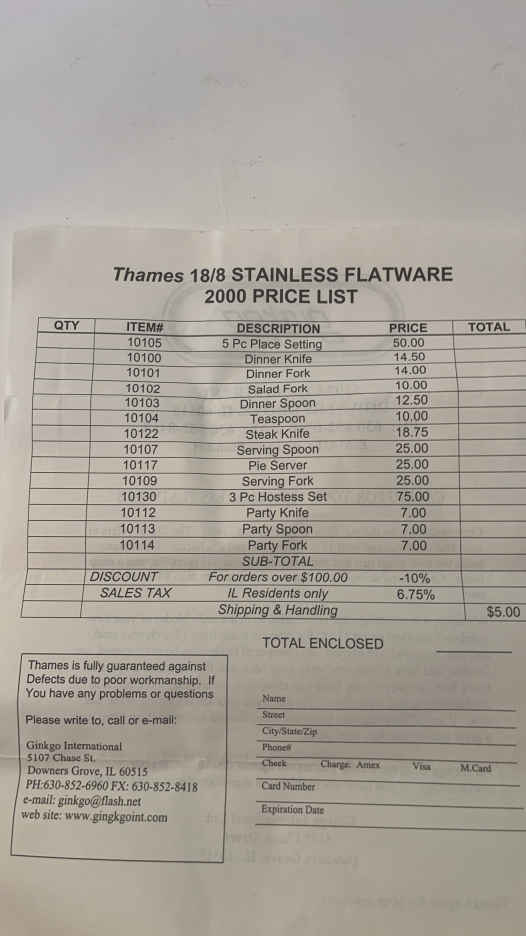 Thames 18/8 STAINLESS FLATWARE
2000 PRICE LIST
QTY ITEM# DESCRIPTION PRICE TOTAL
10105 5 Pc Place Setting 50.00
10100 Dinner Knife 14.50
10101 Dinner Fork 14.00
10102 Salad Fork 10.00
10103 Dinner Spoon 12.50
10104 Teaspoon 10.00
10122 Steak Knife 18.75
10107 Serving Spoon 25.00
10117 Pie Server 25.00
10109 Serving Fork 25.00
10130 3 Pc Hostess Set 75.00
10112 Party Knife 7.00
10113 Party Spoon 7.00
10114 Party Fork 7.00
SUB-TOTAL
DISCOUNT For orders over $100.00 -10%
SALES TAX IL Residents only 6.75%
Shipping & Handling $5.00
TOTAL ENCLOSED
Thames is fully guaranteed against
Defects due to poor workmanship. If
You have any problems or questions
Please write to, call or e-mail:
Ginkgo International
5107 Chase St.
Downers Grove, IL 60515
PH:630-852-6960 FX: 630-852-8418
e-mail: ginkgo@flash.net
web site: www.gingkgoint.com
Name
Street
City/State/Zip
Phone#
Check Charge: Amex Visa M.Card
Card Number
Expiration Date